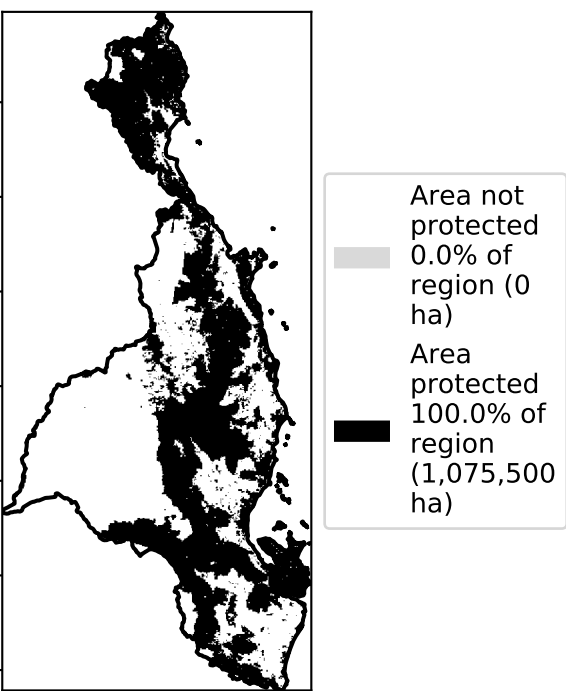 Area not
protected
0.0% of
region (0
ha)
Area
protected
100.0% of
region
(1,075,500
ha)